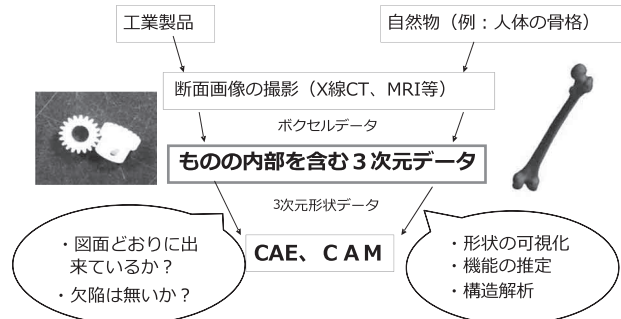 工業製品
自然物（例：人体の骨格）
断面画像の撮影（X線CT、MRI等）
ボクセルデータ
ものの内部を含む３次元データ
3次元形状データ
CAE、ＣＡＭ
・図面どおりに出
来ているか？
・欠陥は無いか？
・形状の可視化
・機能の推定
・構造解析